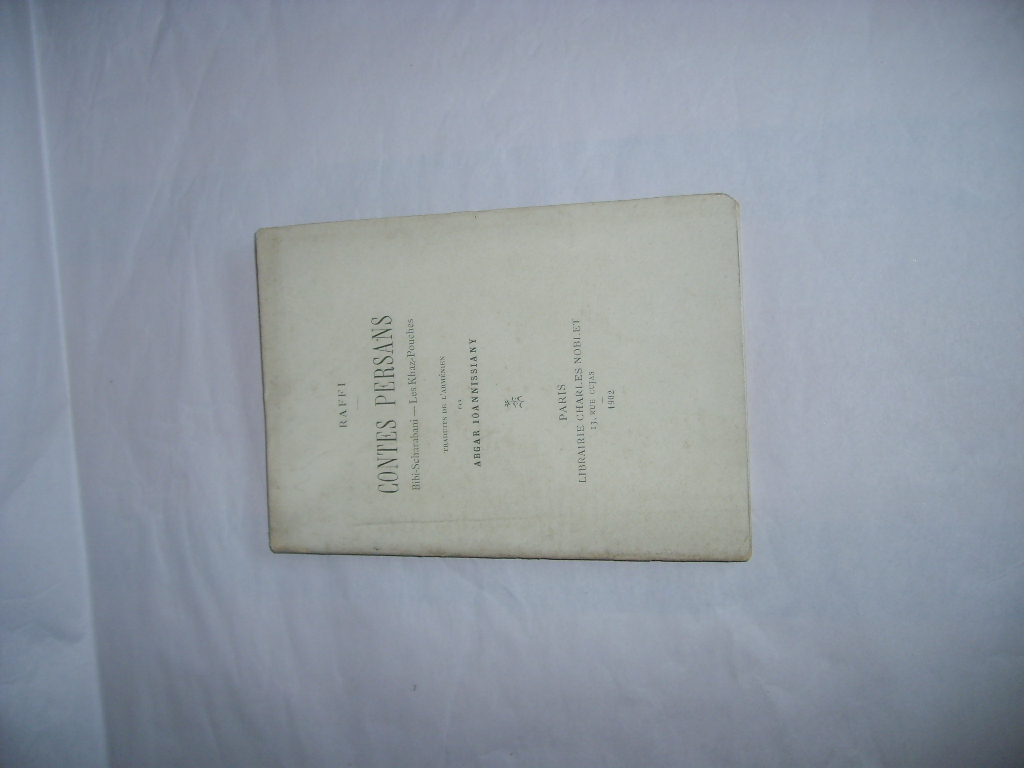 RAFFI
CONTES PERSANS
Bibi-Scharabani — Les Khaz-Pouches
TRADUITES DE L'ARMÉNIEN
PAR
ABGAR IOANNISSIANY
PARIS
LIBRAIRIE CHARLES NOBLET
13, RUE CUJAS
1902